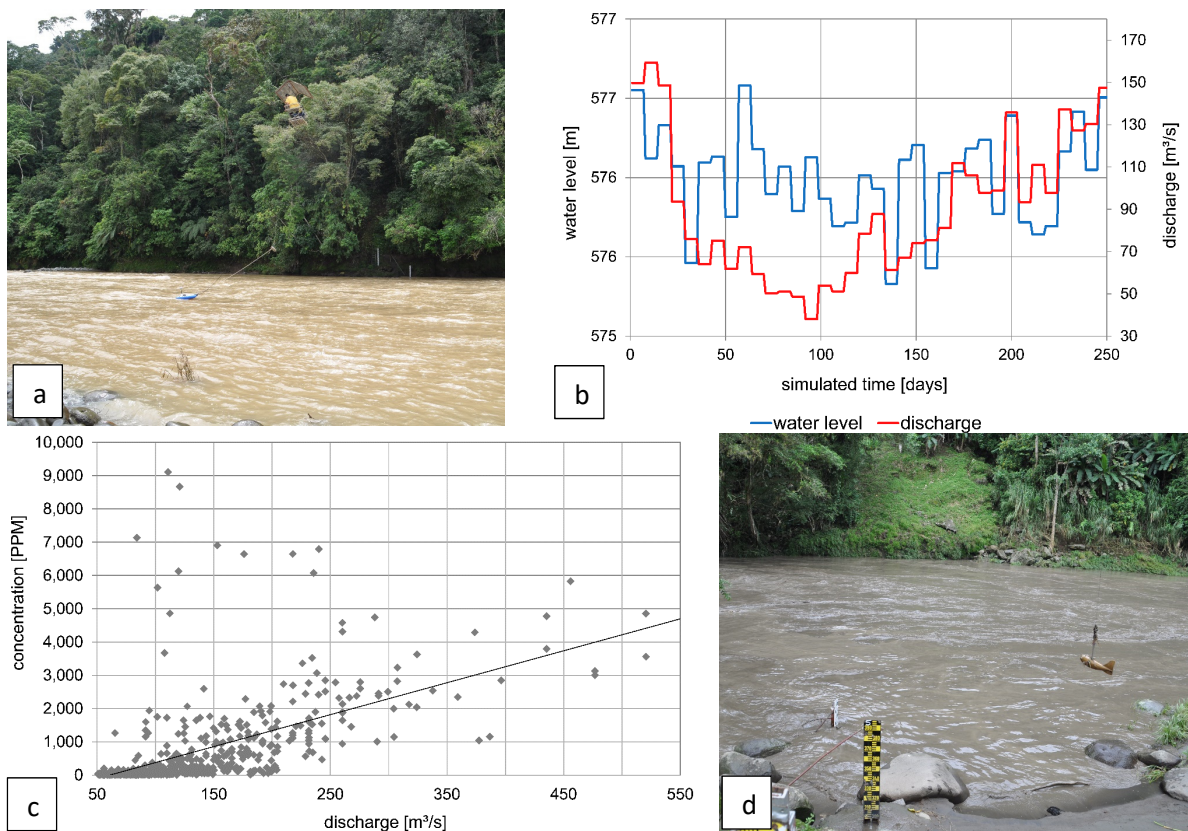 a
577
577
576
576
575
water level [m]
170
150
130
110
90
70
50
30
discharge [m³/s]
0 50 100 150 200 250
simulated time [days]
b
water level discharge
10,000
9,000
8,000
7,000
6,000
5,000
4,000
3,000
2,000
1,000
0
concentration [PPM]
50 150 250 350 450 550
discharge [m³/s]
c
d